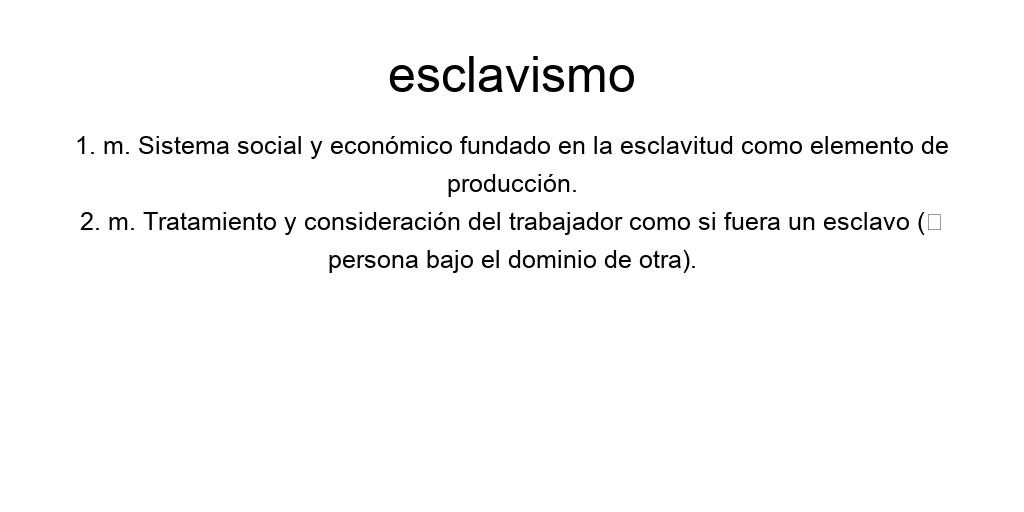 esclavismo
1. m. Sistema social y económico fundado en la esclavitud como elemento de
producción.
2. m. Tratamiento y consideración del trabajador como si fuera un esclavo (□
persona bajo el dominio de otra).